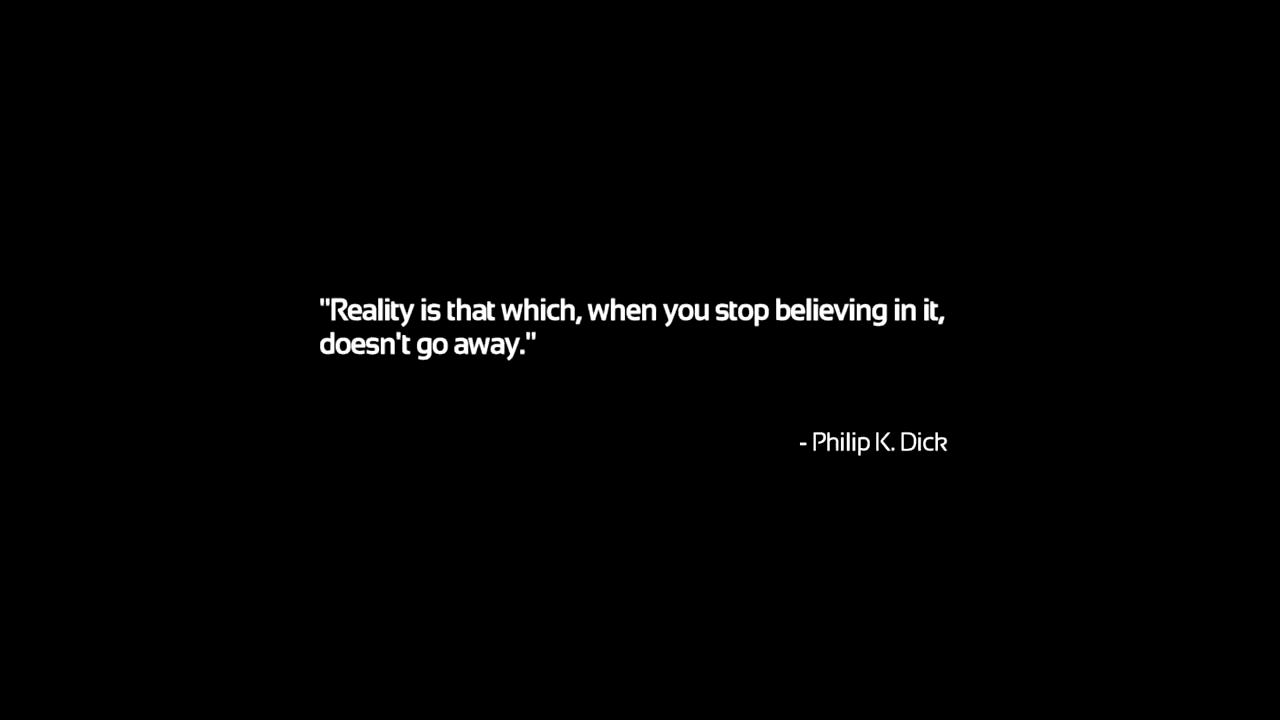 "Reality is that which, when you stop believing in it,
doesn't go away."
- Philip K. Dick